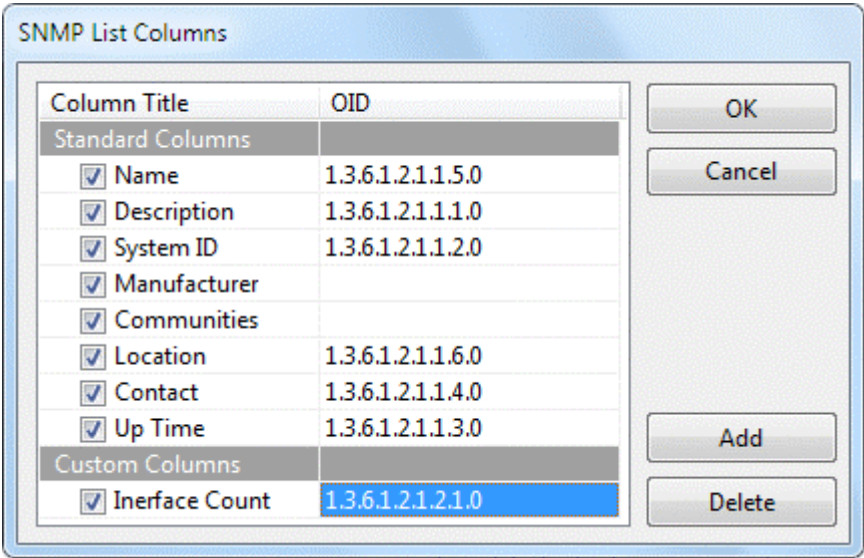 SNMP List Columns
Column Title OID
Standard Columns
Name 1.3.6.1.2.1.1.5.0
Description 1.3.6.1.2.1.1.1.0
System ID 1.3.6.1.2.1.1.2.0
Manufacturer
Communities
Location 1.3.6.1.2.1.1.6.0
Contact 1.3.6.1.2.1.1.4.0
Up Time 1.3.6.1.2.1.1.3.0
Custom Columns
Inerface Count 1.3.6.1.2.1.2.1.0
OK
Cancel
Add
Delete